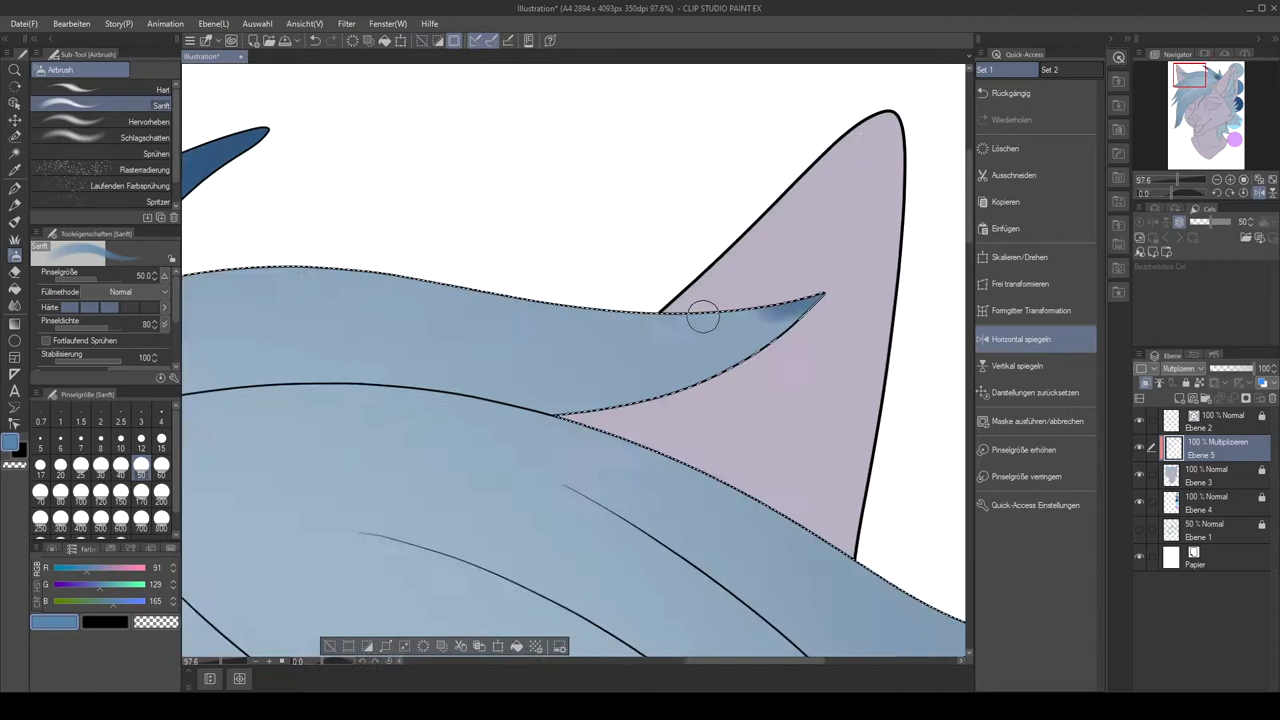 Illustration* (A4 2894 x 4093px 350dpi 97.6%) - CLIP STUDIO PAINT EX
Datei(F) Bearbeiten Story(P) Animation Ebene(L) Auswahl Ansicht(V) Filter Fenster(W) Hilfe
Sub-Tool [Airbrush]
Illustration*
Airbrush
Hart
Sanft
Hervorheben
Schlagschatten
Sprühen
Rasterradierung
Laufenden Farbsprühung
Spritzer
Tooleigenschaften (Sanft)
Sanft
Pinselgröße 50.0
Füllmethode Normal
Härte
Pinseldichte 80
Fortlaufend Sprühen
Stabilisierung 100
Pinselgröße [Sanft]
0.7 1 1.5 2 2.5 3 4
5 6 7 8 10 12 15
17 20 25 30 40 50 60
70 80 100 120 150 170 200
250 300 400 500 600 700 800
Farbs
R 91
G 129
B 165
97.6 0.0
Quick-Access
Set 1 Set 2
Rückgängig
Wiederholen
Löschen
Ausschneiden
Kopieren
Einfügen
Skalieren/Drehen
Frei transformieren
Formgitter Transformation
Horizontal spiegeln
Vertikal spiegeln
Darstellungen zurücksetzen
Maske ausführen/abbrechen
Pinselgröße erhöhen
Pinselgröße verringern
Quick-Access Einstellungen
Navigator
97.6
0.0
Cels
50
Bearbeitetes Cel
Ebene
Multiplizieren 100
100 % Normal
Ebene 2
100 % Multiplizieren
Ebene 5
100 % Normal
Ebene 3
100 % Normal
Ebene 4
50 % Normal
Ebene 1
Papier